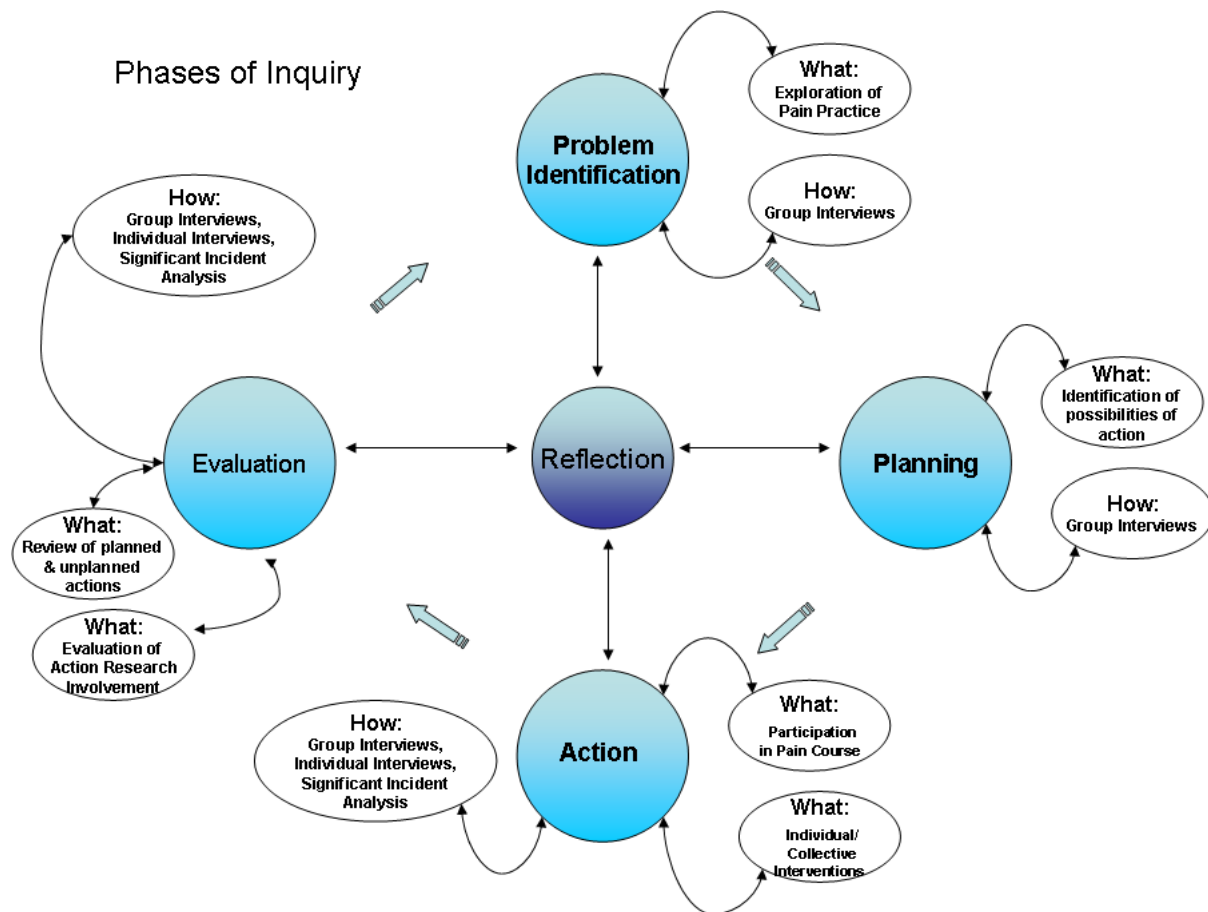 Phases of Inquiry
What:
Exploration of
Pain Practice
Problem
Identification
How:
Group Interviews
How:
Group Interviews,
Individual Interviews,
Significant Incident
Analysis
What:
Identification of
possibilities of
action
Evaluation
Reflection
Planning
How:
Group Interviews
What:
Review of planned
& unplanned
actions
What:
Evaluation of
Action Research
Involvement
How:
Group Interviews,
Individual Interviews,
Significant Incident
Analysis
Action
What:
Participation
in Pain Course
What:
Individual/
Collective
Interventions